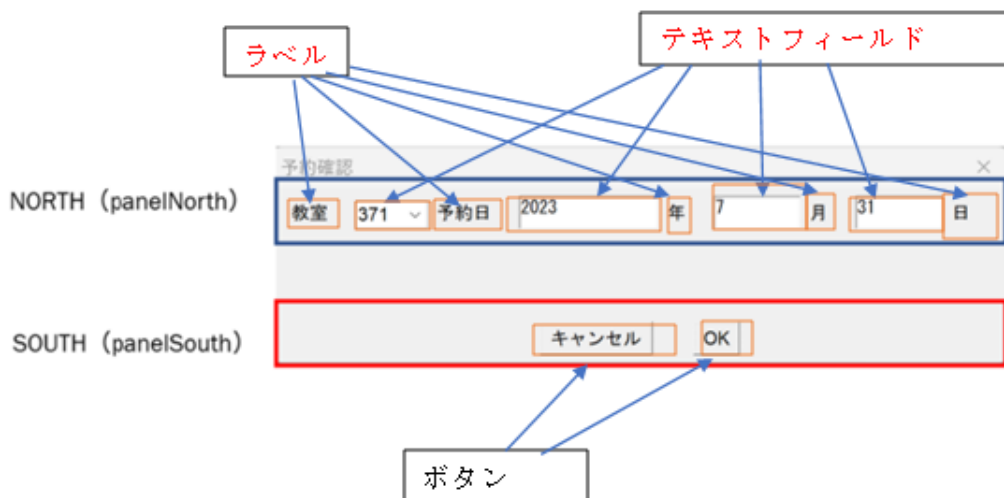 ラベル
テキストフィールド
予約確認 ×
NORTH（panelNorth）
教室 371 予約日 2023 年 7 月 31 日
SOUTH（panelSouth）
キャンセル OK
ボタン